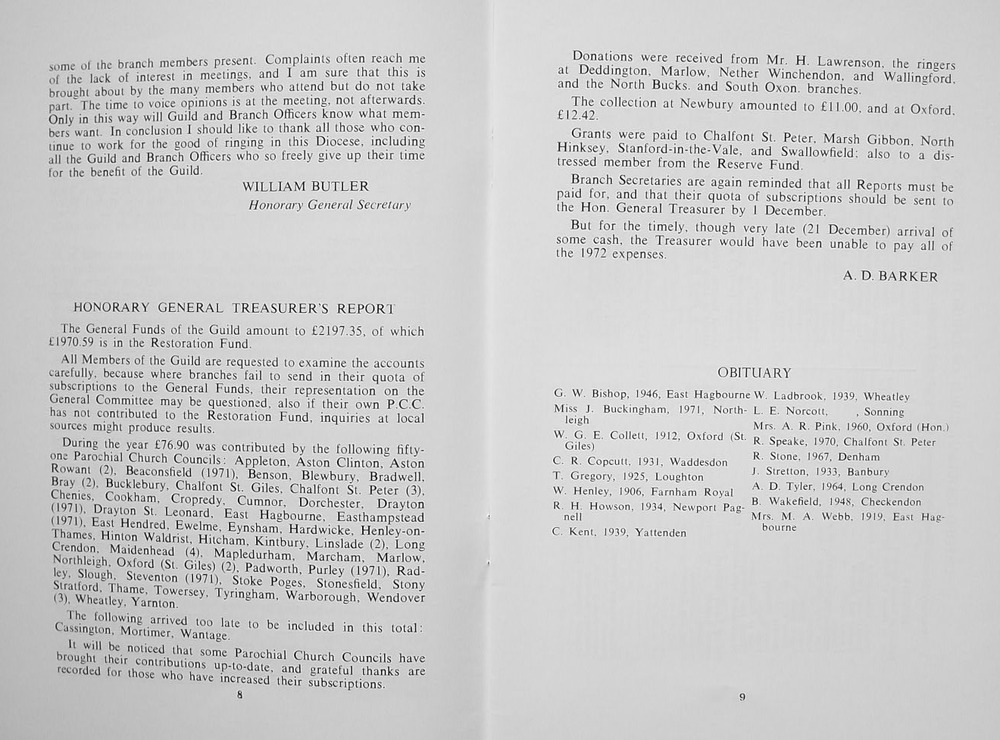 some of the branch members present. Complaints often reach me
of the lack of interest in meetings, and I am sure that this is
brought about by the many members who attend but do not take
part. The time to voice opinions is at the meeting, not afterwards.
Only in this way will Guild and Branch Officers know what mem-
bers want. In conclusion I should like to thank all those who con-
tinue to work for the good of ringing in this Diocese, including
all the Guild and Branch Officers who so freely give up their time
for the benefit of the Guild.
WILLIAM BUTLER
Honorary General Secretary
HONORARY GENERAL TREASURER'S REPORT
The General Funds of the Guild amount to £2197.35, of which
£1970.59 is in the Restoration Fund.
All Members of the Guild are requested to examine the accounts
carefully, because where branches fail to send in their quota of
subscriptions to the General Funds, their representation on the
General Committee may be questioned, also if their own P.C.C.
has not contributed to the Restoration Fund, inquiries at local
sources might produce results.
During the year £76.90 was contributed by the following fifty-
one Parochial Church Councils: Appleton, Aston Clinton, Aston
Rowant (2), Beaconsfield (1971), Benson, Blewbury, Bradwell,
Bray (2), Bucklebury, Chalfont St. Giles, Chalfont St. Peter (3),
Chenies, Cookham, Cropredy, Cumnor, Dorchester, Drayton
(1971), Drayton St. Leonard, East Hagbourne, Easthampstead
(1971), East Hendred, Ewelme, Eynsham, Hardwicke, Henley-on-
Thames, Hinton Waldrist, Hitcham, Kintbury, Linslade (2), Long
Crendon, Maidenhead (4), Mapledurham, Marcham, Marlow,
Northleigh, Oxford (St. Giles) (2), Padworth, Purley (1971), Rad-
ley, Slough, Steventon (1971), Stoke Poges, Stonesfield, Stony
Stratford, Thame, Towersey, Tyringham, Warborough, Wendover
(3), Wheatley, Yarnton.
The following arrived too late to be included in this total:
Cassington, Mortimer, Wantage.
It will be noticed that some Parochial Church Councils have
brought their contributions up-to-date, and grateful thanks are
recorded for those who have increased their subscriptions.
8
Donations were received from Mr. H. Lawrenson, the ringers
at Deddington, Marlow, Nether Winchendon, and Wallingford,
and the North Bucks. and South Oxon. branches.
The collection at Newbury amounted to £11.00, and at Oxford,
£12.42.
Grants were paid to Chalfont St. Peter, Marsh Gibbon, North
Hinksey, Stanford-in-the-Vale, and Swallowfield; also to a dis-
tressed member from the Reserve Fund.
Branch Secretaries are again reminded that all Reports must be
paid for, and that their quota of subscriptions should be sent to
the Hon. General Treasurer by 1 December.
But for the timely, though very late (21 December) arrival of
some cash, the Treasurer would have been unable to pay all of
the 1972 expenses.
A. D. BARKER
OBITUARY
G. W. Bishop, 1946, East Hagbourne
Miss J. Buckingham, 1971, North-
leigh
W. G. E. Collett, 1912, Oxford (St.
Giles)
C. R. Copcutt, 1931, Waddesdon
T. Gregory, 1925, Loughton
W. Henley, 1906, Farnham Royal
R. H. Howson, 1934, Newport Pag-
nell
C. Kent, 1939, Yattenden
W. Ladbrook, 1939, Wheatley
L. E. Norcott, , Sonning
Mrs. A. R. Pink, 1960, Oxford (Hon.)
R. Speake, 1970, Chalfont St. Peter
R. Stone, 1967, Denham
J. Stretton, 1933, Banbury
A. D. Tyler, 1964, Long Crendon
B. Wakefield, 1948, Checkendon
Mrs. M. A. Webb, 1919, East Hag-
bourne
9